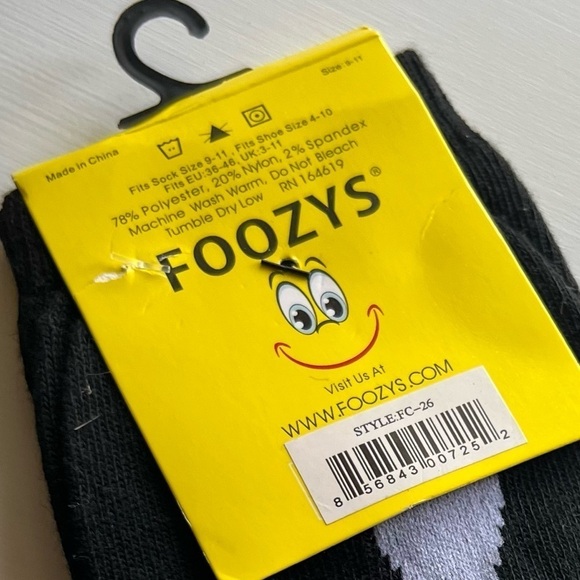 Made in China
Size: 9-11
Fits Sock Size 9-11 . Fits Shoe Size 4-10
Fits EU:36-46, UK:3-11
78% Polyester, 20% Nylon, 2% Spandex
Machine Wash Warm, Do Not Bleach
Tumble Dry Low RN 164619
FOOZYS®
Visit Us At
WWW.FOOZYS.COM
STYLE:FC-26
8 56843 00725 2